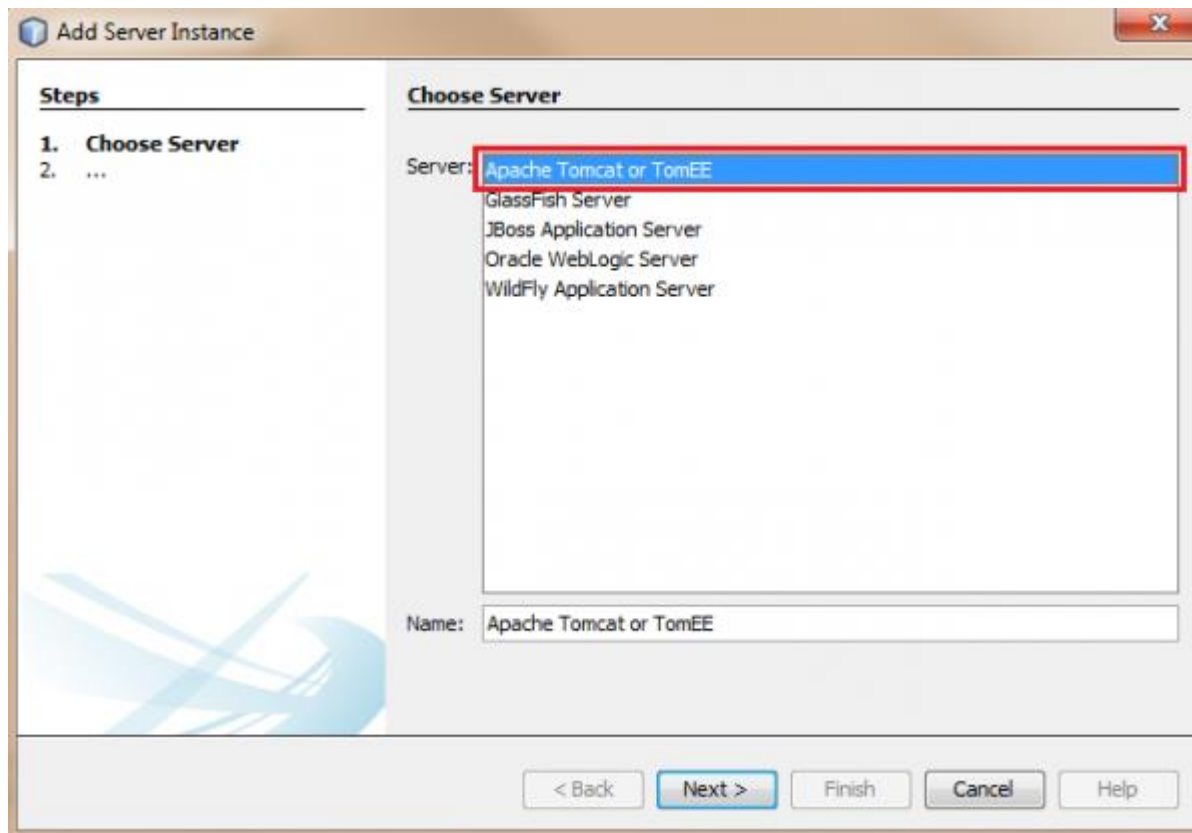 Add Server Instance
Steps
1. Choose Server
2. ...
Choose Server
Server:
Apache Tomcat or TomEE
GlassFish Server
JBoss Application Server
Oracle WebLogic Server
WildFly Application Server
Name: Apache Tomcat or TomEE
< Back Next > Finish Cancel Help